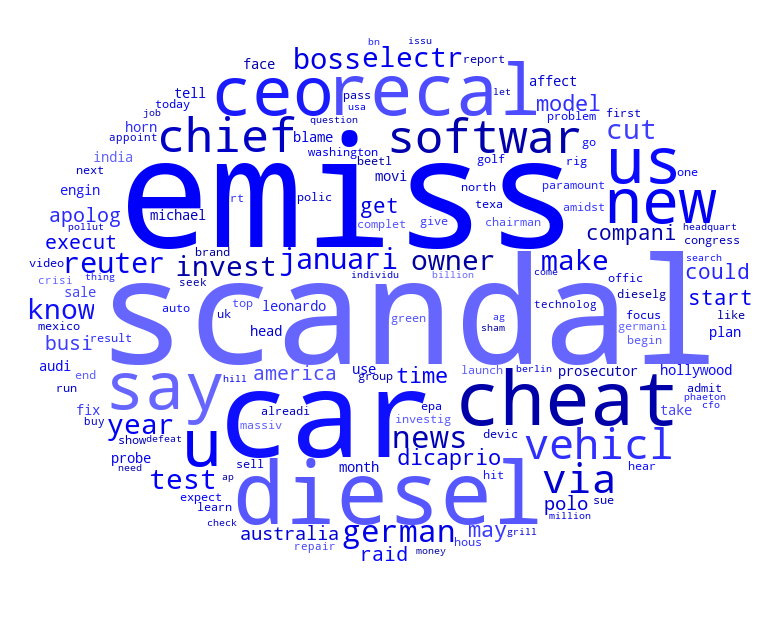 bn issu
boss electr report
face
ceo recal affect
tell pass let
today usa model
job question problem first
horn chief blame softwar cut
appoint
washington go
india beetl golf rig us one
next movi
engin emiss north paramount new
polic texa
apolog michael rt get give chairman amidst
pollut complet compani headquart
execut brand owner congress
video reuter invest januari make search
thing individu billion come could
crisi seek offic
sale auto top leonardo technolog dieselg start
know scandal ag
uk green focus like
mexico head sham germani
result begin plan
busi
audi use launch berlin prosecutor hollywood
end hill america group time admit
run say car cheat phaeton
cfo
fix alreadi epa take
buy year massiv investig
u news devic vehicl
show defeat
need probe sell month dicaprio hear
test ap hit via
expect diesel polo sue
learn million
check australia german may grill
repair hous
raid money